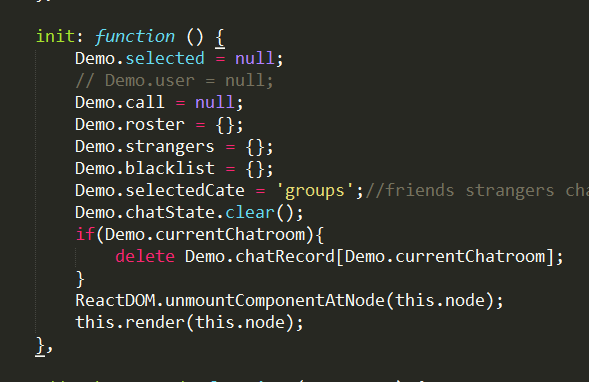 init: function () {
Demo.selected = null;
// Demo.user = null;
Demo.call = null;
Demo.roster = {};
Demo.strangers = {};
Demo.blacklist = {};
Demo.selectedCate = 'groups';//friends strangers cha
Demo.chatState.clear();
if(Demo.currentChatroom){
delete Demo.chatRecord[Demo.currentChatroom];
}
ReactDOM.unmountComponentAtNode(this.node);
this.render(this.node);
},